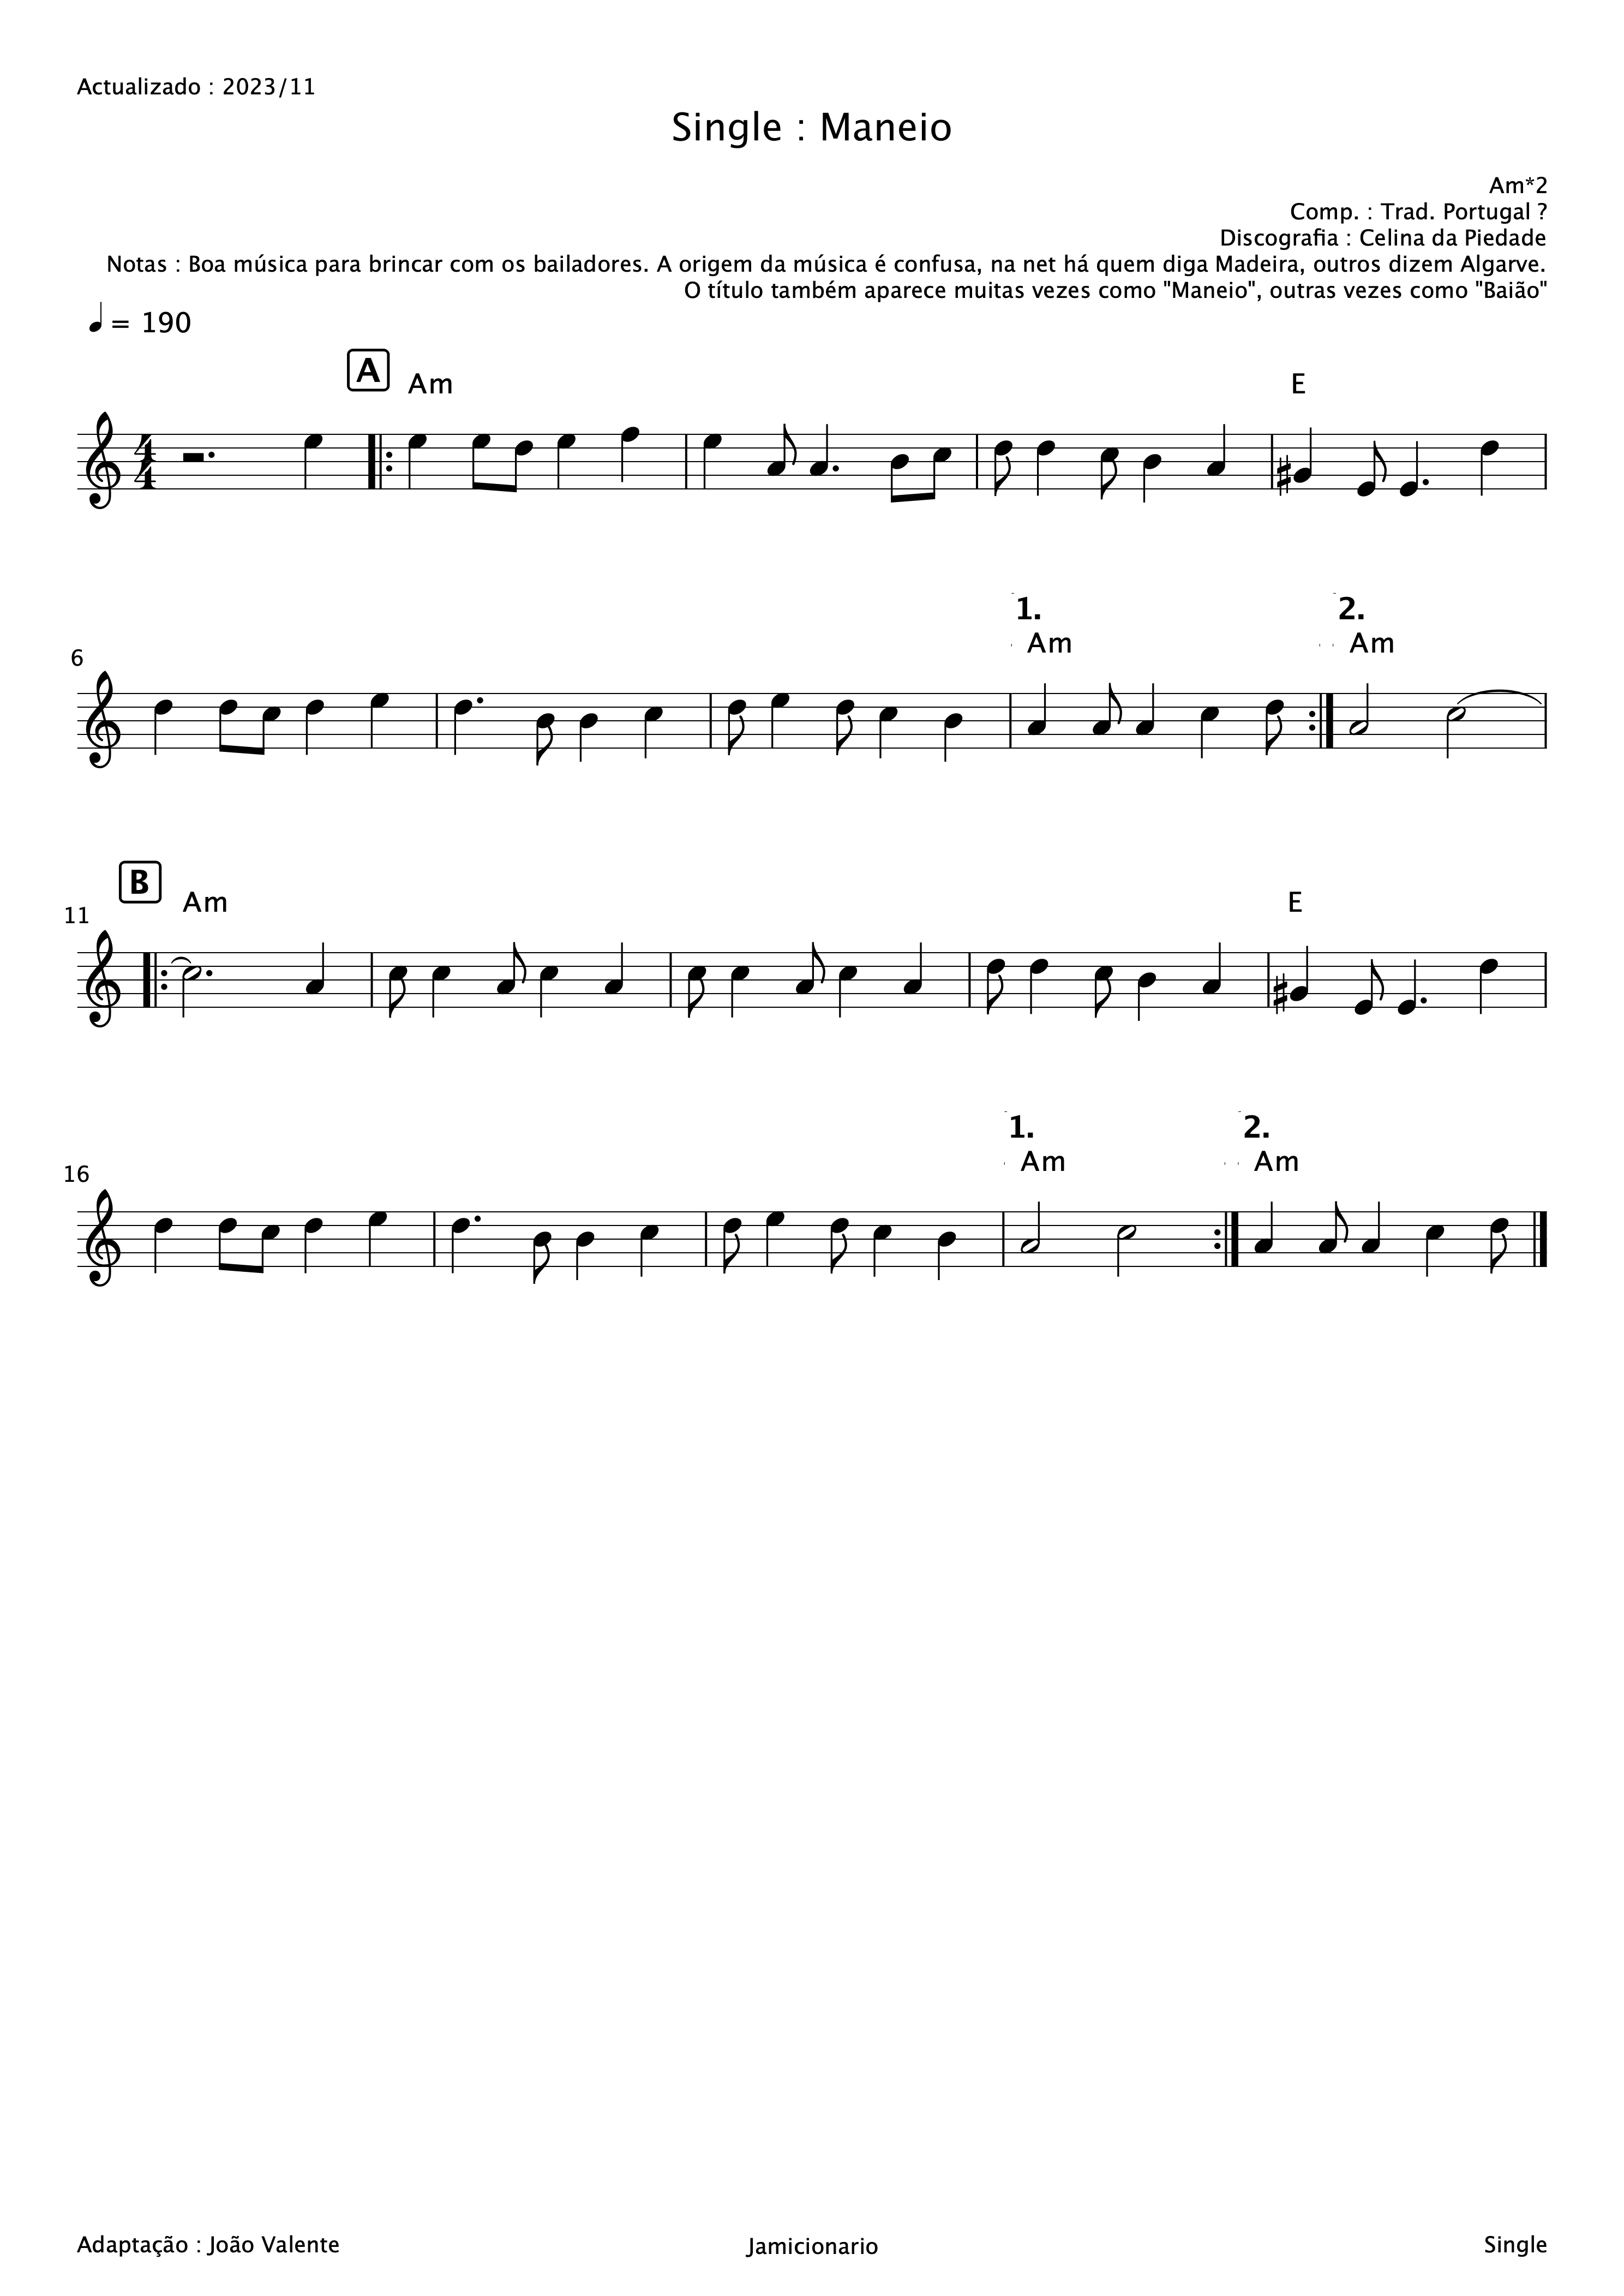 Actualizado : 2023/11
Single : Maneio
Am*2
Comp. : Trad. Portugal ?
Discografia : Celina da Piedade
Notas : Boa música para brincar com os bailadores. A origem da música é confusa, na net há quem diga Madeira, outros dizem Algarve.
O título também aparece muitas vezes como "Maneio", outras vezes como "Baião"
= 190
A Am E
4
4
1. 2.
6 Am Am
B
11 Am E
1. 2.
16 Am Am
Adaptação : João Valente Jamicionario Single